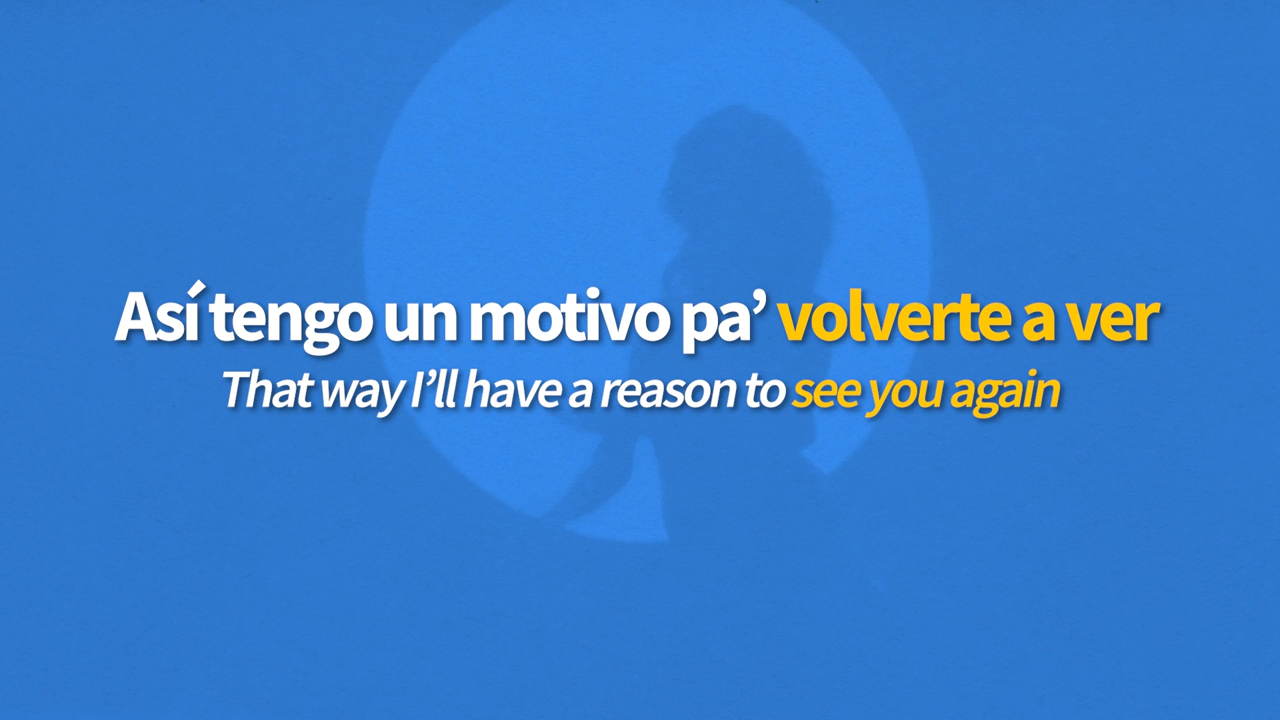 Así tengo un motivo pa’ volverte a ver
That way I’ll have a reason to see you again